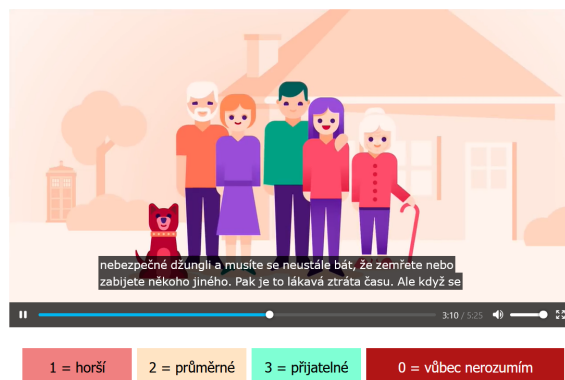 nebezpečné džungli a musíte se neustále bát, že zemřete nebo
zabijete někoho jiného. Pak je to lákavá ztráta času. Ale když se
3:10 / 5:25
1 = horší
2 = průměrné
3 = přijatelné
0 = vůbec nerozumím